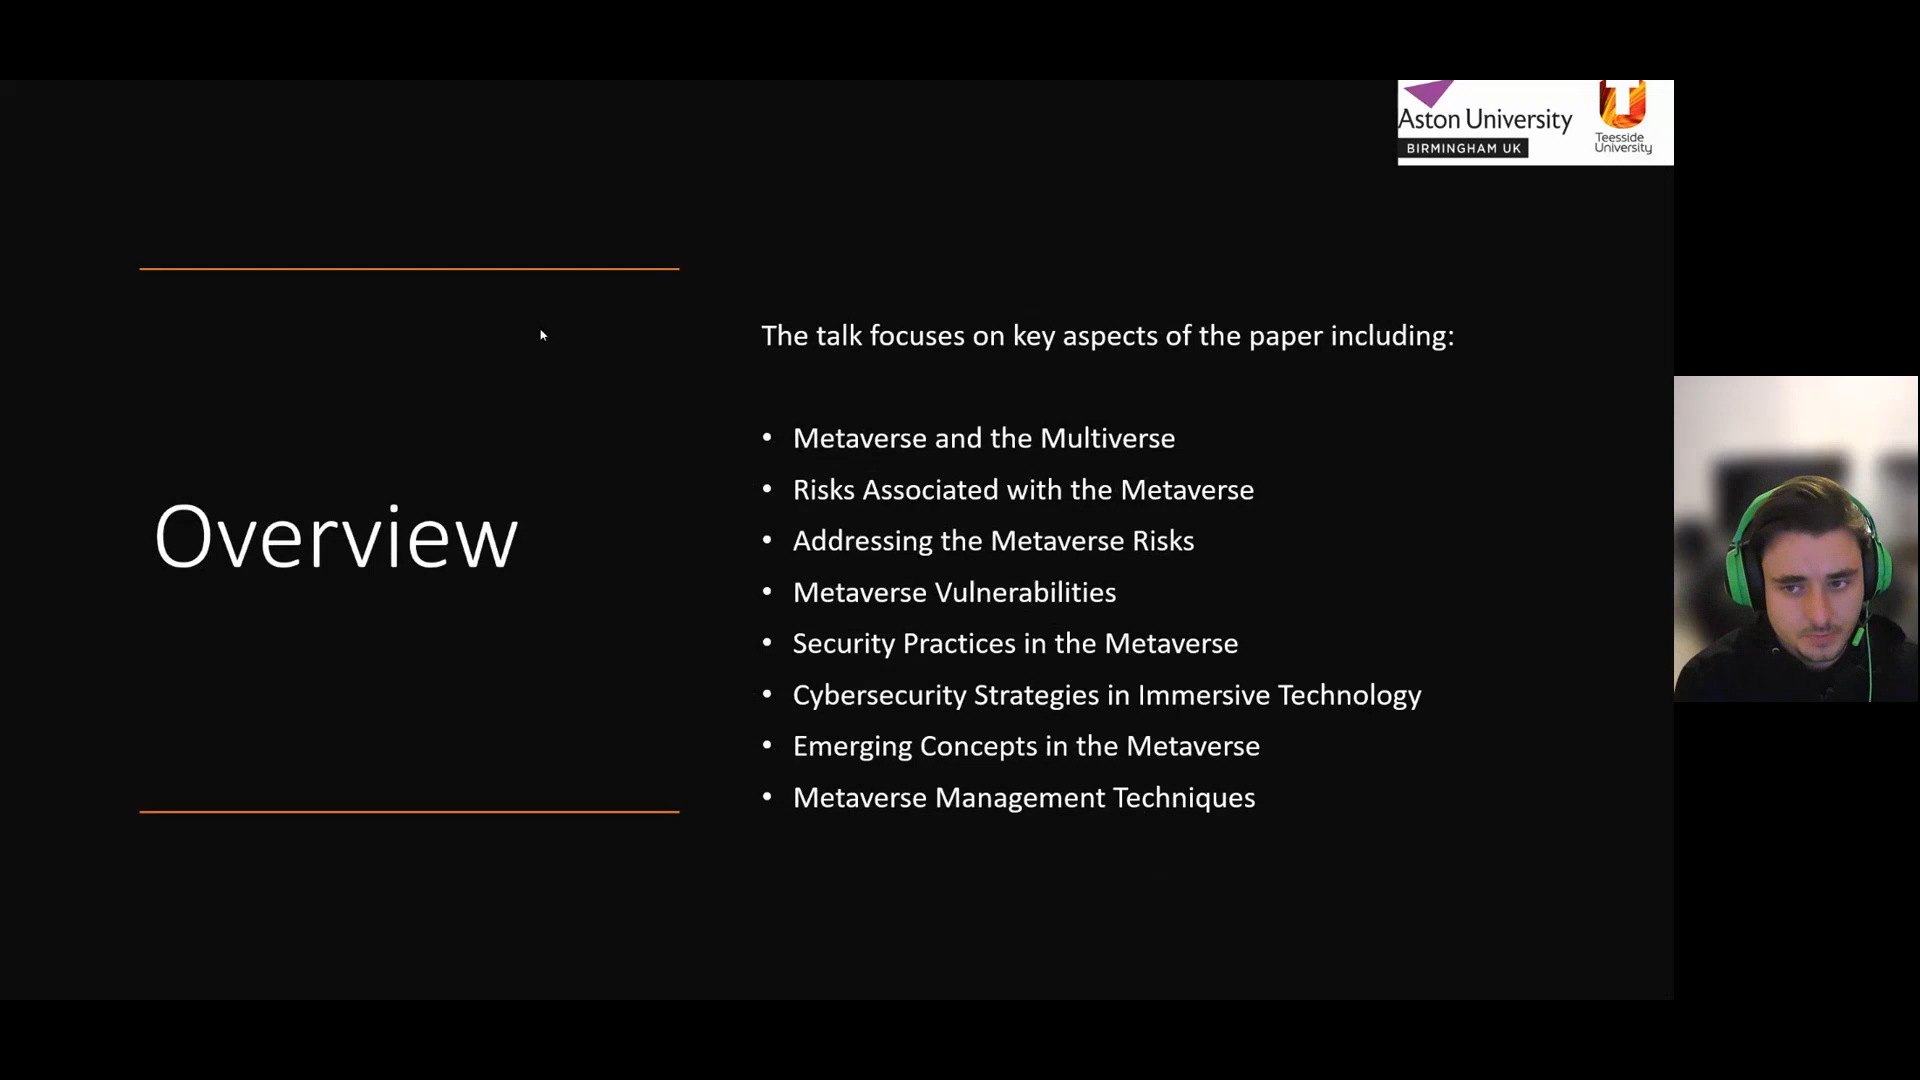 Aston University
BIRMINGHAM UK
T
Teesside
University
Overview
The talk focuses on key aspects of the paper including:
• Metaverse and the Multiverse
• Risks Associated with the Metaverse
• Addressing the Metaverse Risks
• Metaverse Vulnerabilities
• Security Practices in the Metaverse
• Cybersecurity Strategies in Immersive Technology
• Emerging Concepts in the Metaverse
• Metaverse Management Techniques